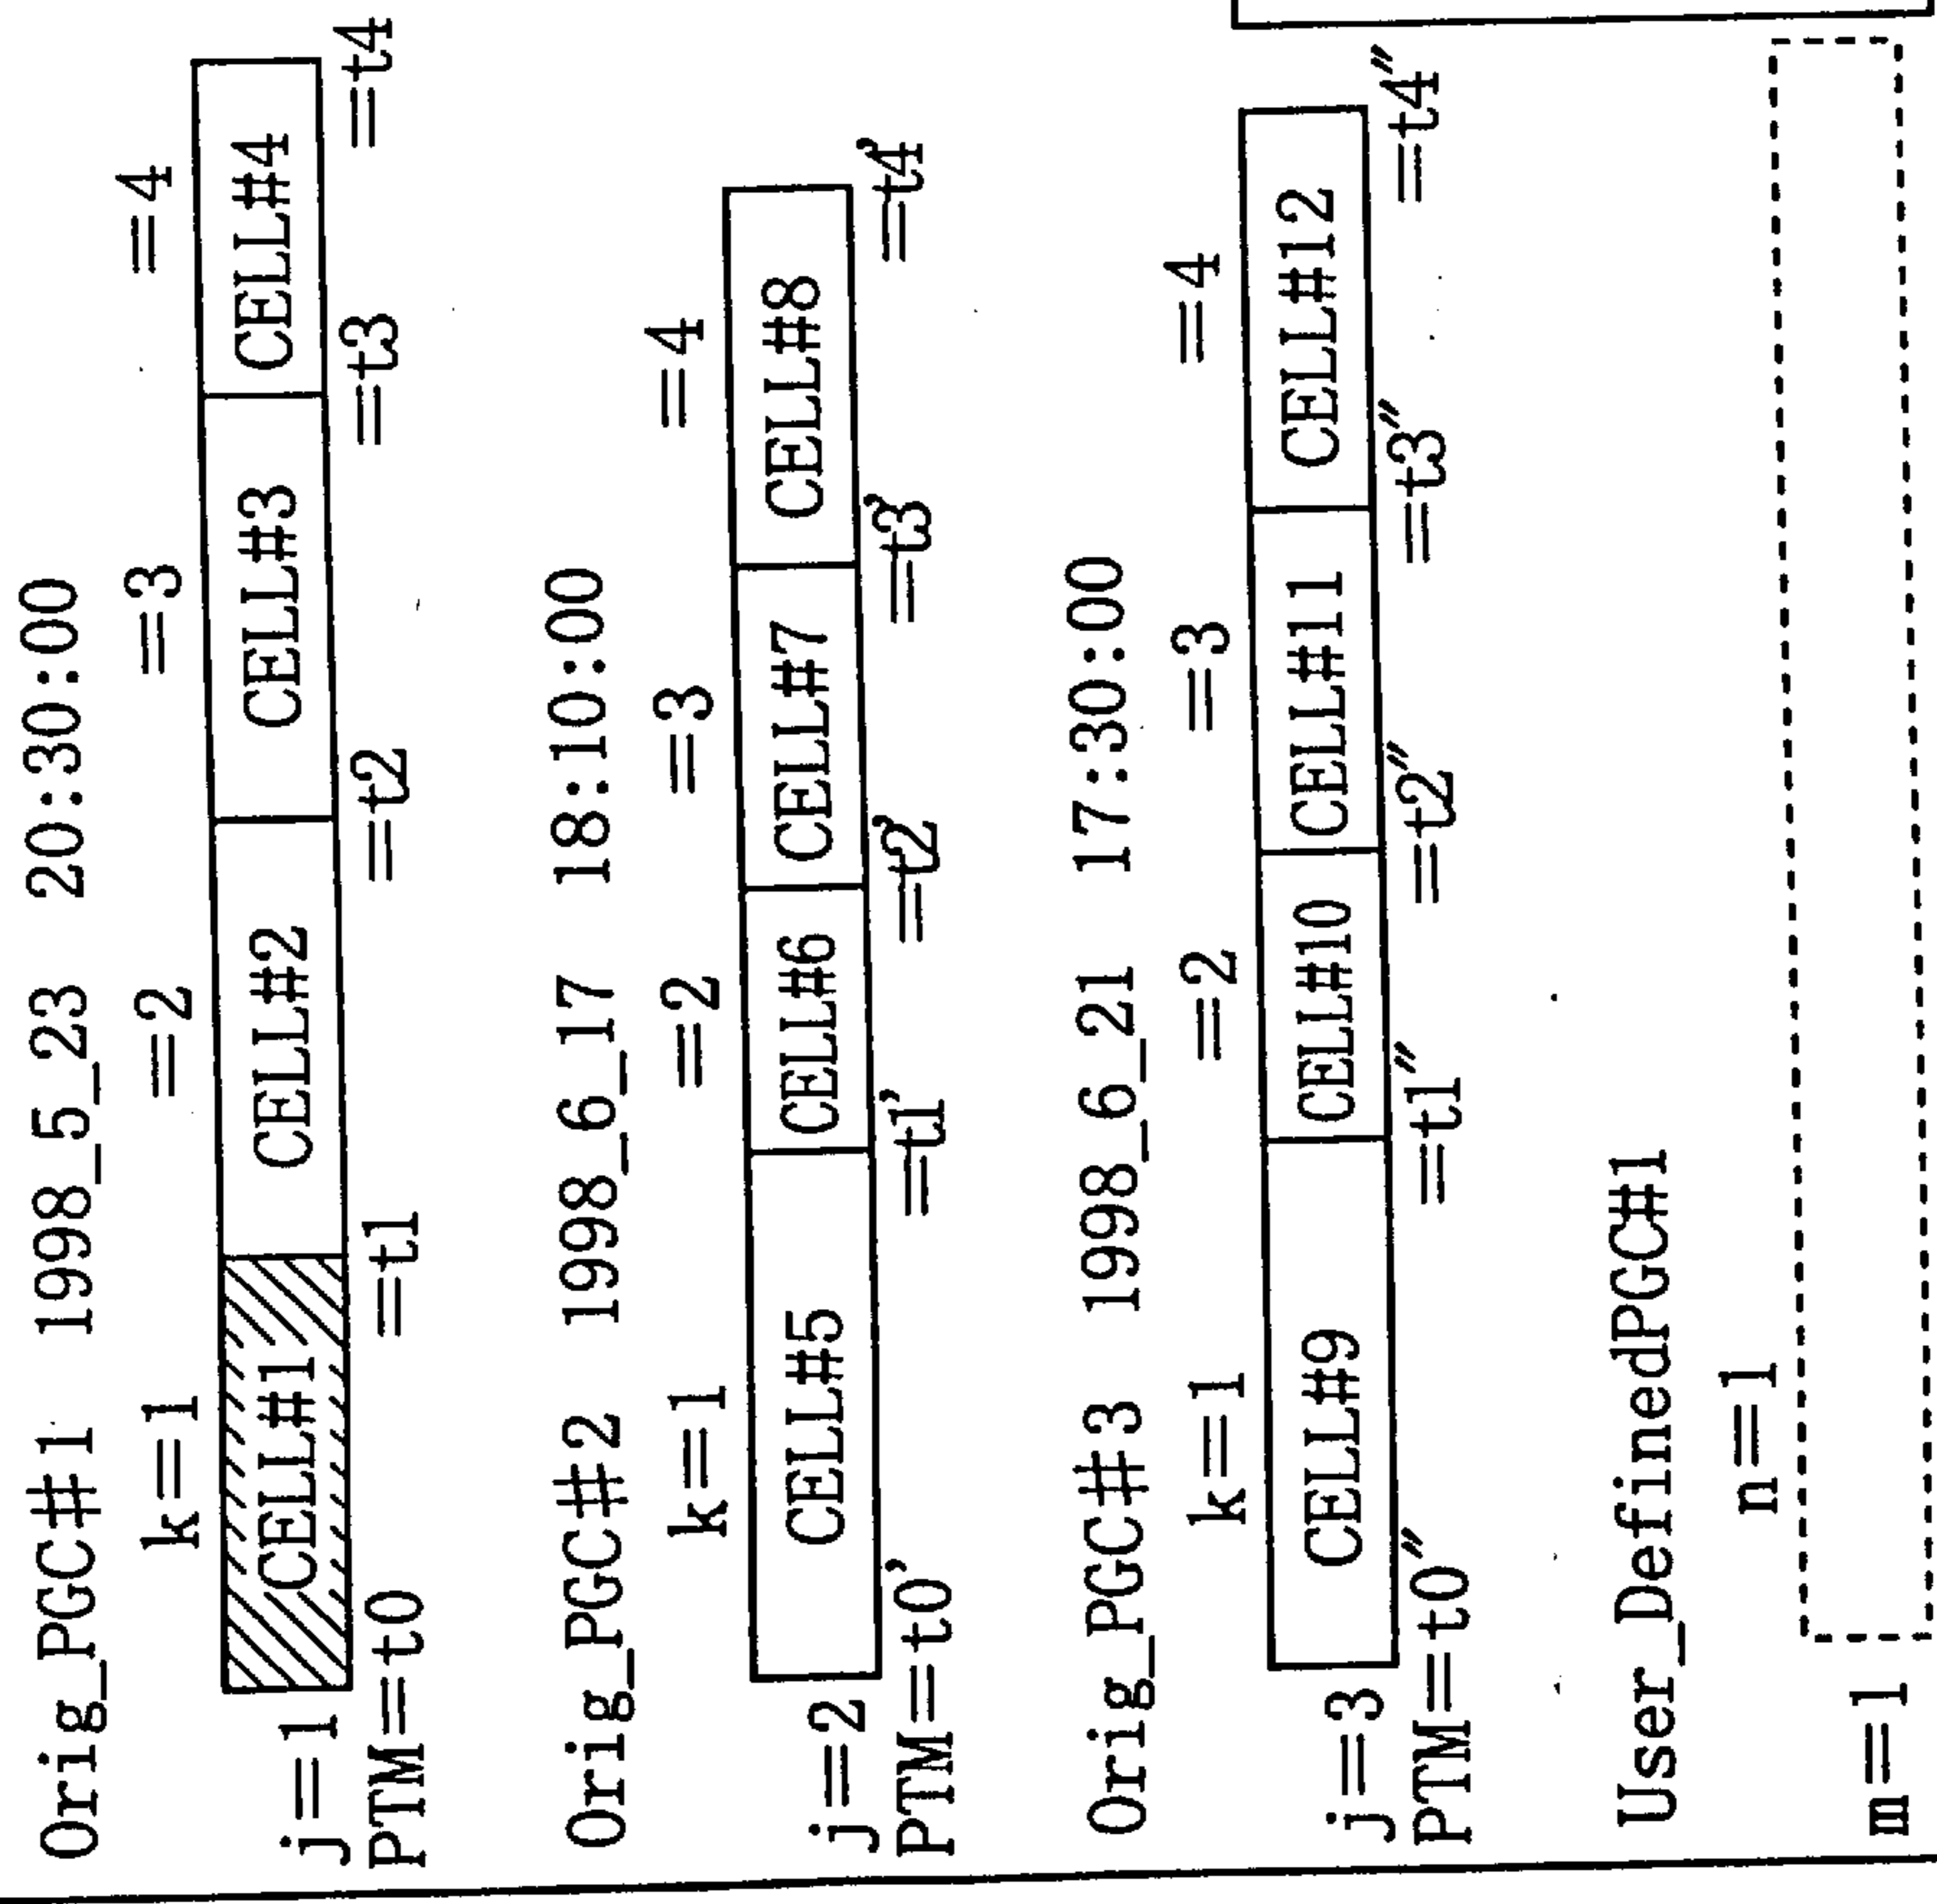 Orig_PGC#1 1998_5_23 20:30:00
k=1 =2 =3 =4
j=1 CELL#1 CELL#2 CELL#3 CELL#4
PTM=t0 =t1 =t2 =t3 =t4
Orig_PGC#2 1998_6_17 18:10:00
k=1 =2 =3 =4
j=2 CELL#5 CELL#6 CELL#7 CELL#8
PTM=t0' =t1' =t2' =t3' =t4'
Orig_PGC#3 1998_6_21 17:30:00
k=1 =2 =3 =4
j=3 CELL#9 CELL#10 CELL#11 CELL#12
PTM=t0" =t1" =t2" =t3" =t4"
User_DefinedPGC#1
n=1
m=1